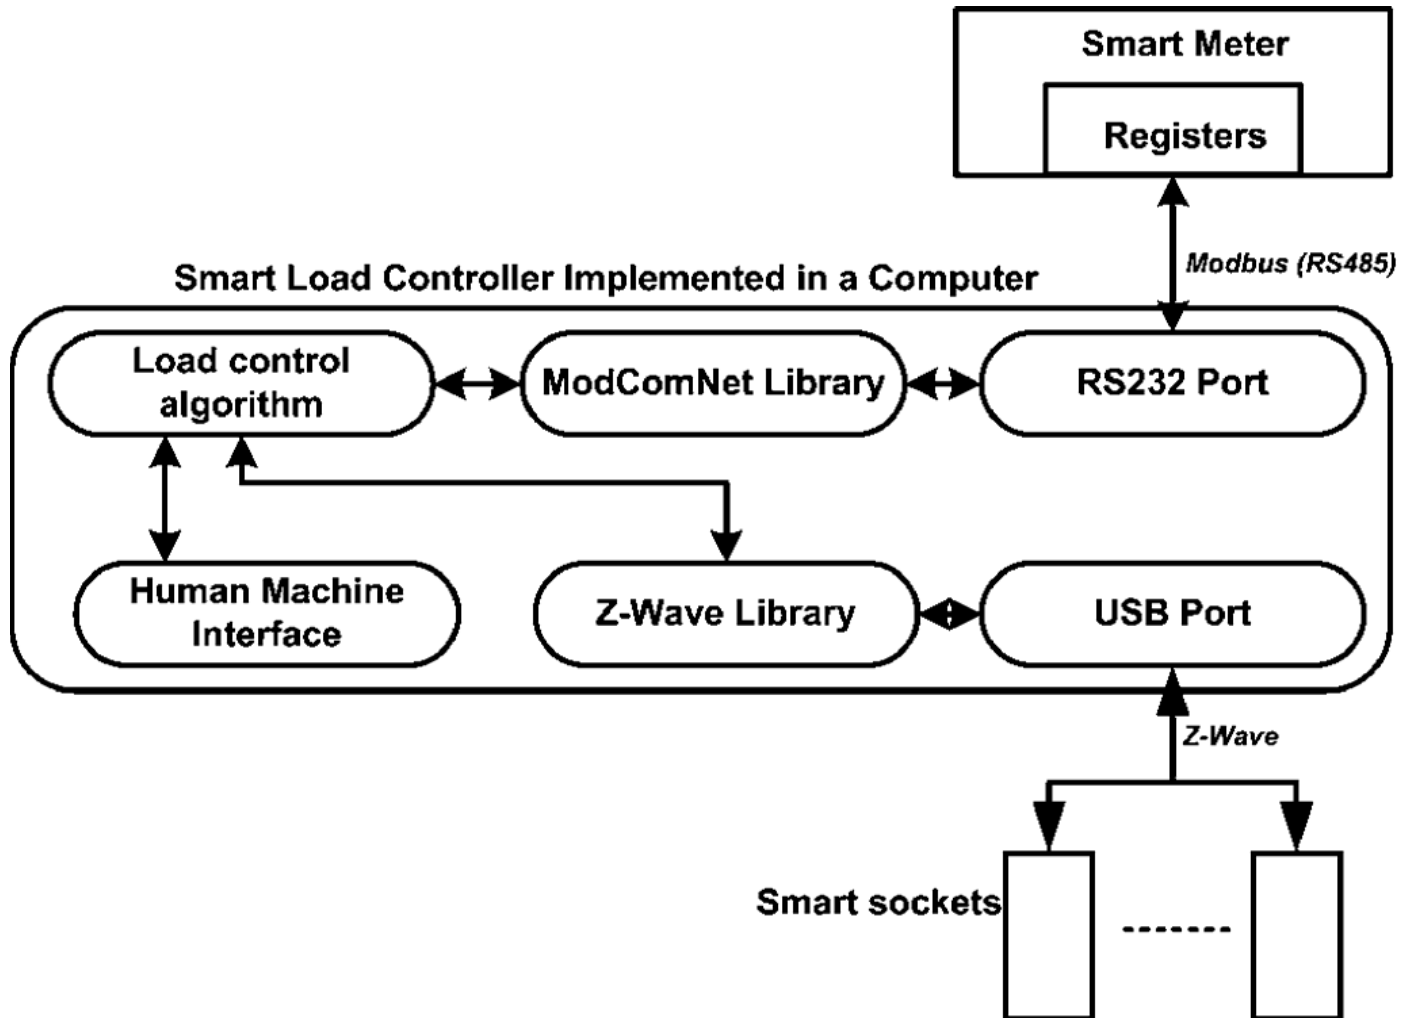 Smart Meter
Registers
Modbus (RS485)
Smart Load Controller Implemented in a Computer
Load control
algorithm
ModComNet Library
RS232 Port
Human Machine
Interface
Z-Wave Library
USB Port
Z-Wave
Smart sockets